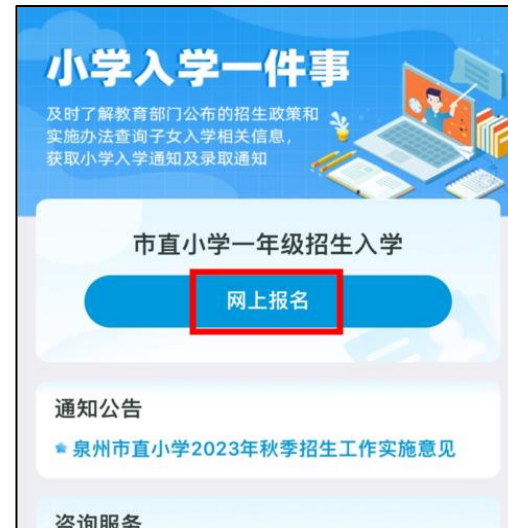 小学入学一件事
及时了解教育部门公布的招生政策和
实施办法查询子女入学相关信息，
获取小学入学通知及录取通知
市直小学一年级招生入学
网上报名
通知公告
泉州市直小学2023年秋季招生工作实施意见
咨询服务